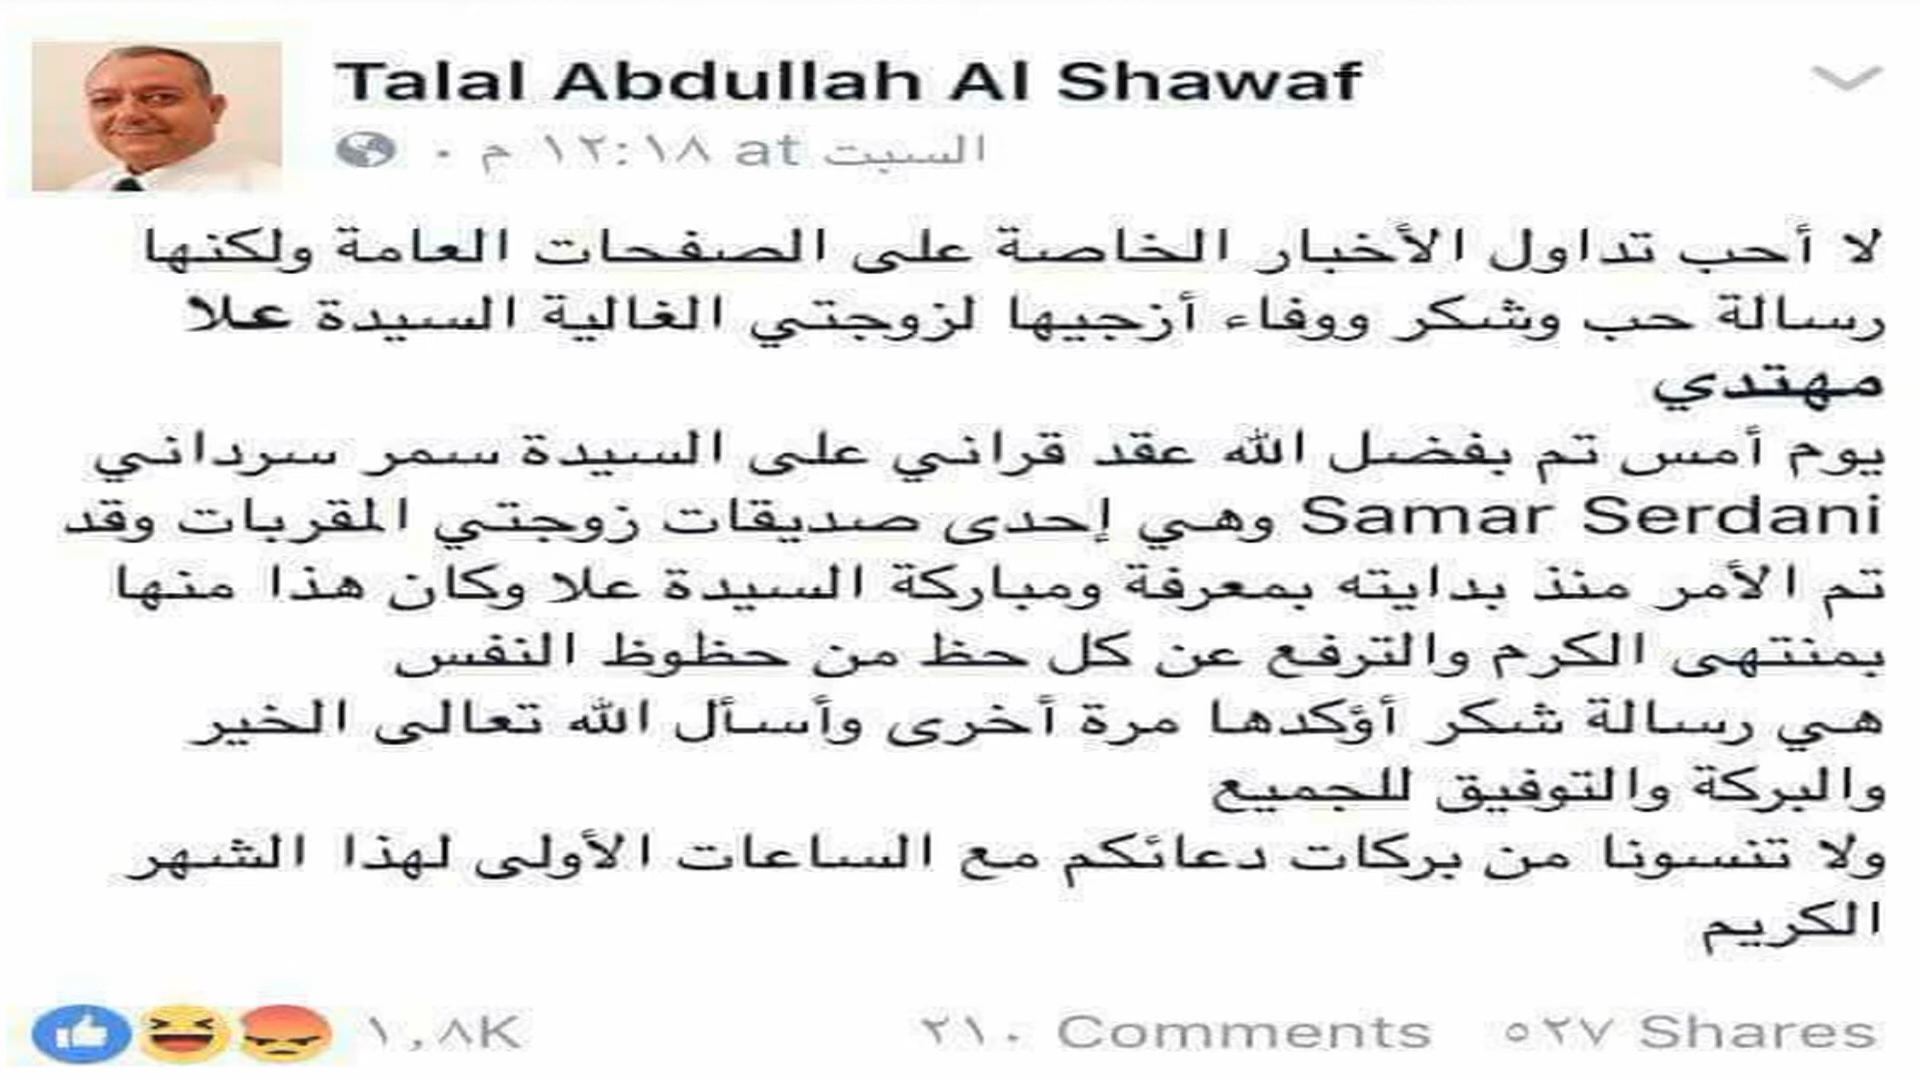 Talal Abdullah Al Shawaf
السبت at ١٢:١٨ م ·
لا أحب تداول الأخبار الخاصة على الصفحات العامة ولكنها
رسالة حب وشكر ووفاء أزجيها لزوجتي الغالية السيدة علا
مهتدي
يوم أمس تم بفضل الله عقد قراني على السيدة سمر سرداني
Samar Serdani وهي إحدى صديقات زوجتي المقربات وقد
تم الأمر منذ بدايته بمعرفة ومباركة السيدة علا وكان هذا منها
بمنتهى الكرم والترفع عن كل حظ من حظوظ النفس
هي رسالة شكر أؤكدها مرة أخرى وأسأل الله تعالى الخير
والبركة والتوفيق للجميع
ولا تنسونا من بركات دعائكم مع الساعات الأولى لهذا الشهر
الكريم
١,٨K ٢١٠ Comments ٥٢٧ Shares